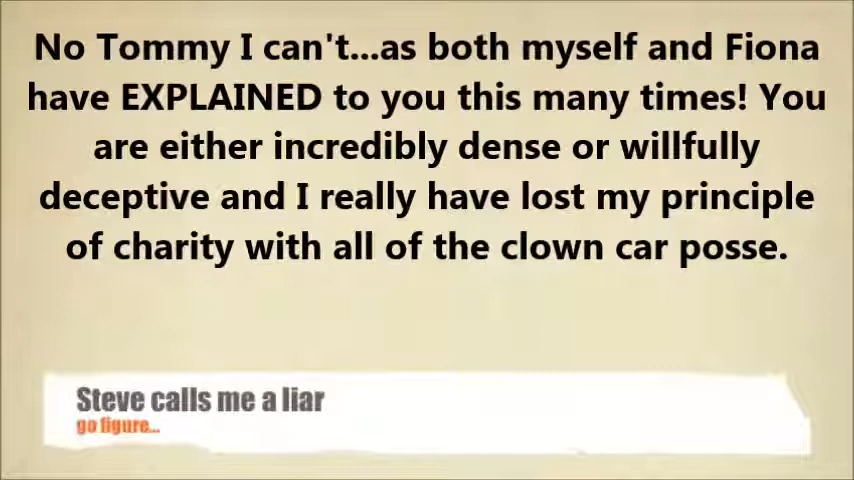 No Tommy I can't...as both myself and Fiona
have EXPLAINED to you this many times! You
are either incredibly dense or willfully
deceptive and I really have lost my principle
of charity with all of the clown car posse.
Steve calls me a liar
go figure...